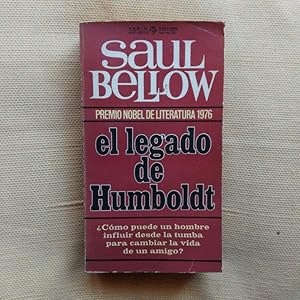 SAUL
BELLOW
PREMIO NOBEL DE LITERATURA 1976
el legado
de
Humboldt
¿Cómo puede un hombre
influir desde la tumba
para cambiar la vida
de un amigo?